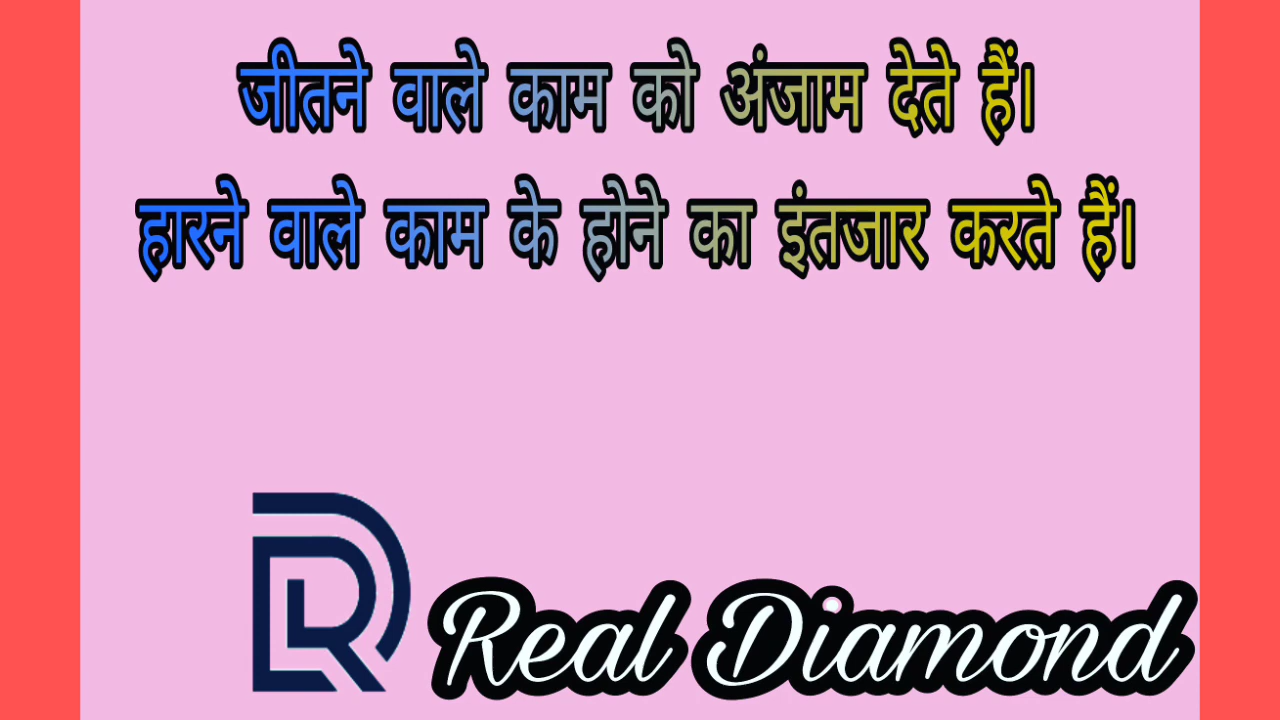 जीतने वाले काम को अंजाम देते हैं।
हारने वाले काम के होने का इंतजार करते हैं।
Real Diamond